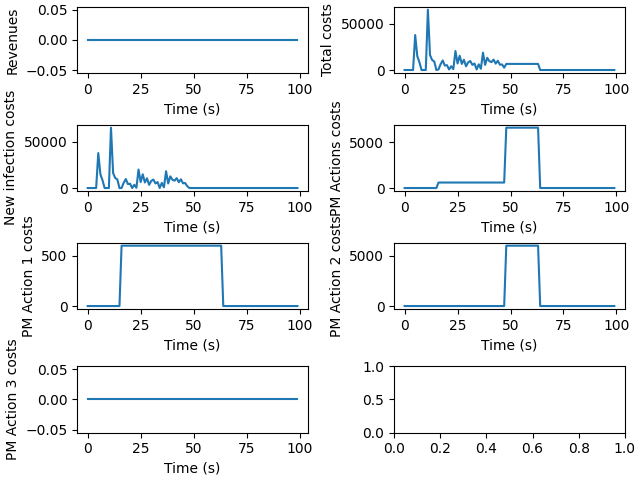 Revenues
0.05
0.00
−0.05
0 25 50 75 100
Time (s)
Total costs
50000
0
0 25 50 75 100
Time (s)
New infection costs
50000
0
0 25 50 75 100
Time (s)
PM Actions costs
5000
0
0 25 50 75 100
Time (s)
PM Action 1 costs
500
0
0 25 50 75 100
Time (s)
PM Action 2 costs
5000
0
0 25 50 75 100
Time (s)
PM Action 3 costs
0.05
0.00
−0.05
0 25 50 75 100
Time (s)
1.0
0.5
0.0
0.0 0.2 0.4 0.6 0.8 1.0